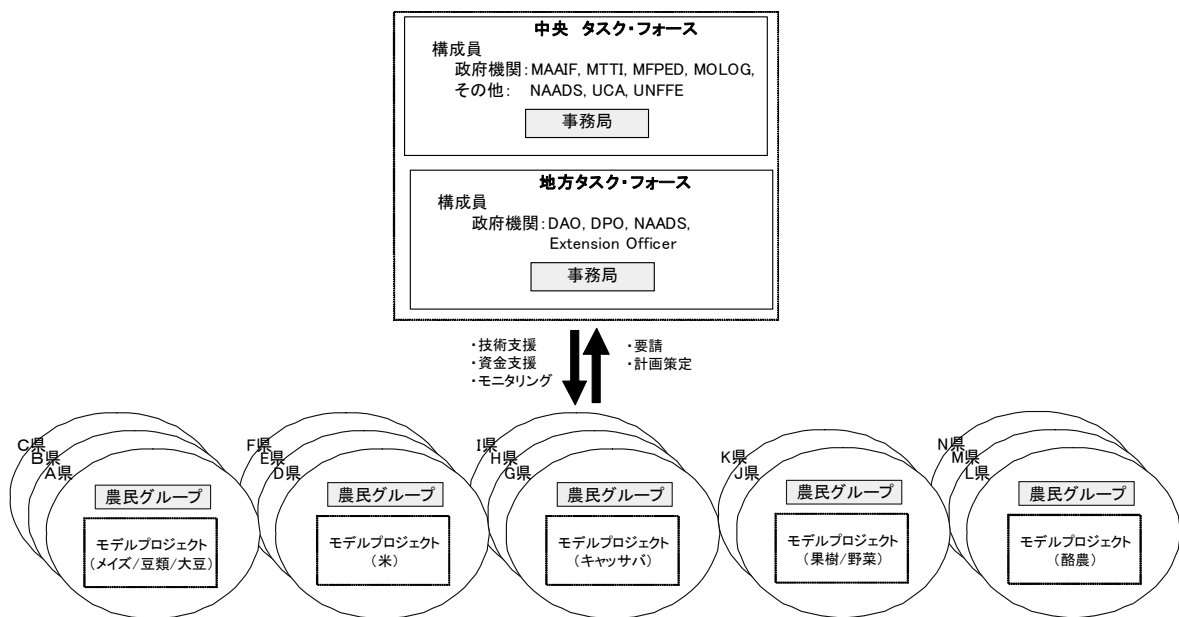 中央 タスク・フォース
構成員
政府機関：MAAIF, MTTI, MFPED, MOLOG,
その他： NAADS, UCA, UNFFE
事務局
地方タスク・フォース
構成員
政府機関：DAO, DPO, NAADS,
Extension Officer
事務局
・技術支援
・資金支援
・モニタリング
・要請
・計画策定
C県
B県
A県
農民グループ
モデルプロジェクト
（メイズ/豆類/大豆）
F県
E県
D県
農民グループ
モデルプロジェクト
（米）
I県
H県
G県
農民グループ
モデルプロジェクト
（キャッサバ）
K県
J県
農民グループ
モデルプロジェクト
（果樹/野菜）
N県
M県
L県
農民グループ
モデルプロジェクト
（酪農）